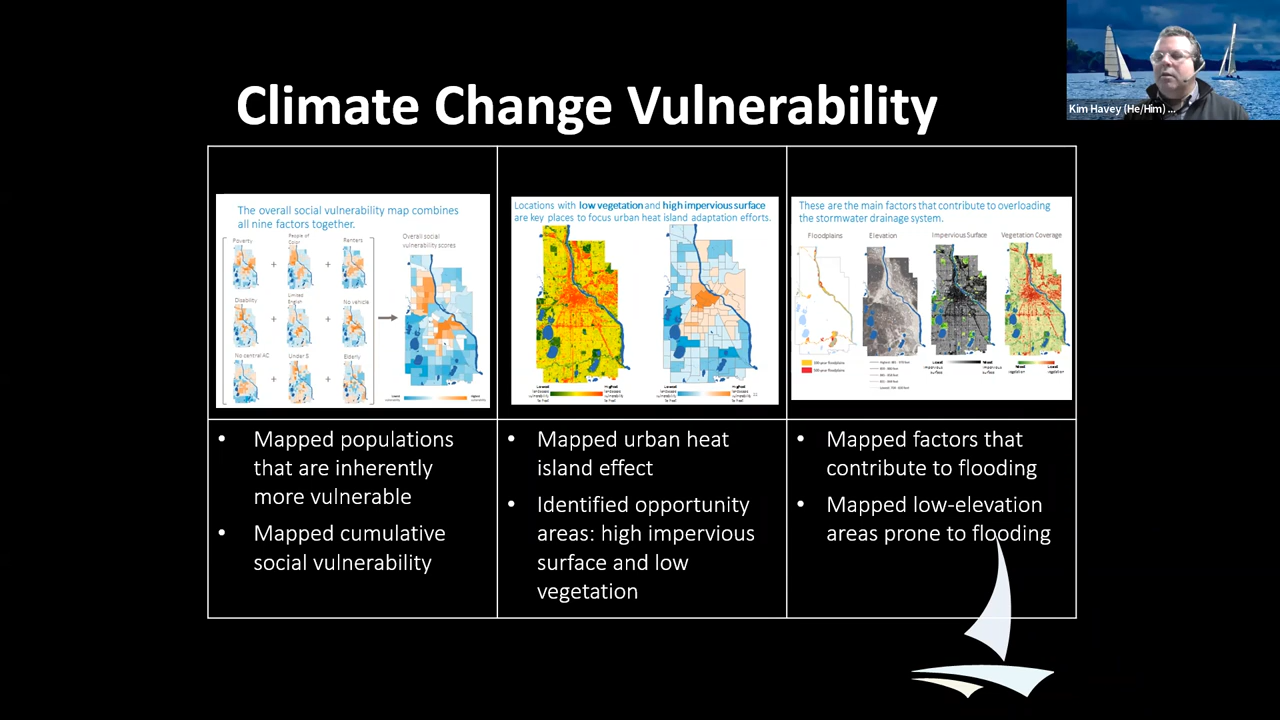 Kim Havey (He/Him) ...
Climate Change Vulnerability
The overall social vulnerability map combines
all nine factors together.
Poverty
People of
Color
Renters
Overall social
vulnerability scores
Disability
Limited
English
No vehicle
No central AC
Under 5
Elderly
Locations with low vegetation and high impervious surface
are key places to focus urban heat island adaptation efforts.
These are the main factors that contribute to overloading
the stormwater drainage system.
Floodplains
Elevation
Impervious Surface
Vegetation Coverage
• Mapped populations
that are inherently
more vulnerable
• Mapped cumulative
social vulnerability
• Mapped urban heat
island effect
• Identified opportunity
areas: high impervious
surface and low
vegetation
• Mapped factors that
contribute to flooding
• Mapped low-elevation
areas prone to flooding